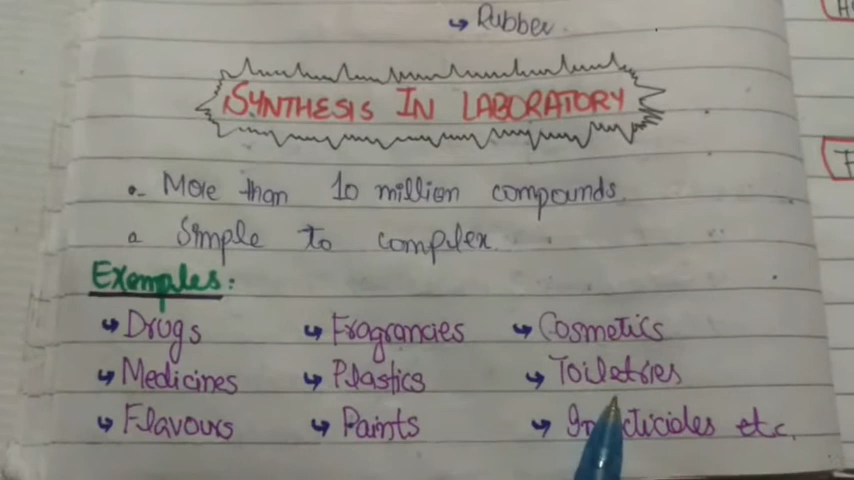 Rubber.
SYNTHESIS IN LABORATORY
More than 10 million compounds.
Simple to complex.
Examples:
Drugs Fragrancies Cosmetics
Medicines Plastics Toiletries
Flavours Paints etc.